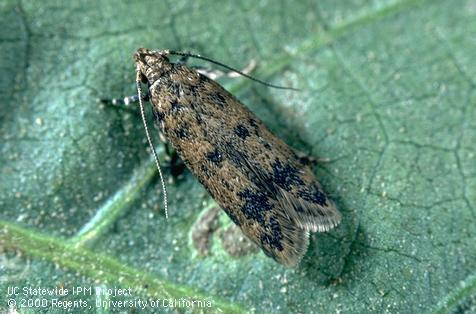 UC Statewide IPM Project
© 2000 Regents, University of California